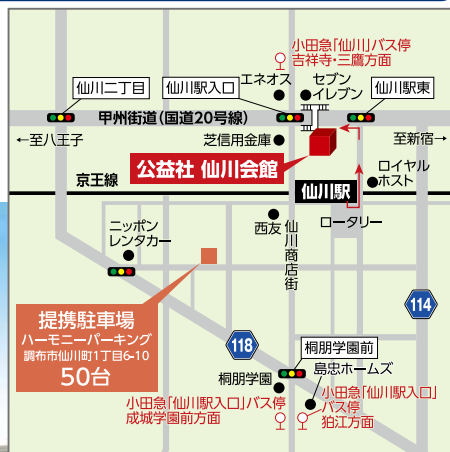 小田急「仙川」バス停
吉祥寺・三鷹方面
仙川二丁目
仙川駅入口
エネオス
セブン
イレブン
仙川駅東
甲州街道(国道20号線)
←至八王子
芝信用金庫
至新宿→
公益社 仙川会館
京王線
仙川駅
ロイヤル
ホスト
ニッポン
レンタカー
西友
仙川商店街
ロータリー
提携駐車場
ハーモニーパーキング
調布市仙川町1丁目6-10
50台
114
118
桐朋学園前
桐朋学園
島忠ホームズ
小田急「仙川駅入口」バス停
成城学園前方面
小田急「仙川駅入口」
バス停
狛江方面